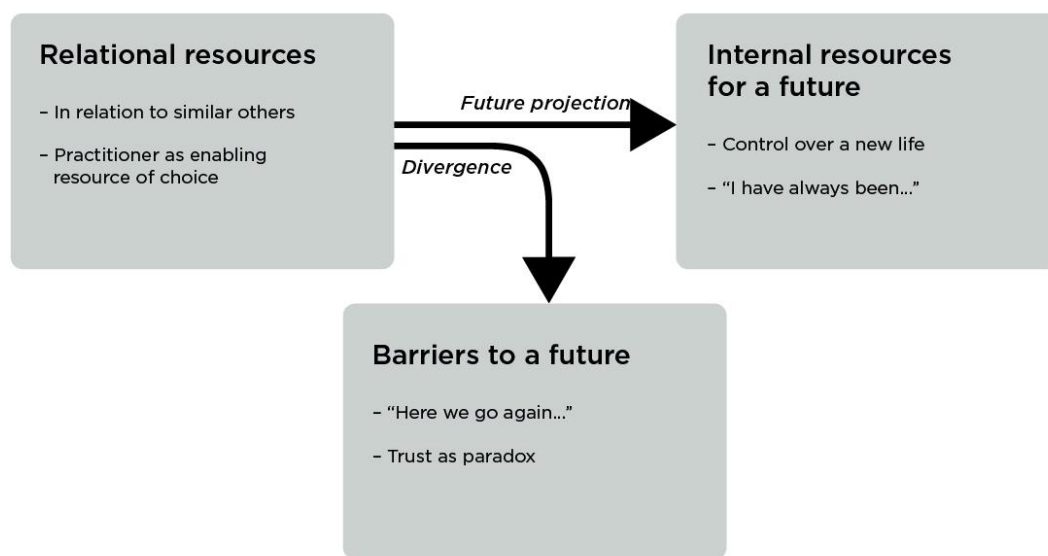 Relational resources
– In relation to similar others
– Practitioner as enabling
resource of choice
Future projection
Divergence
Internal resources
for a future
– Control over a new life
– “I have always been...”
Barriers to a future
– “Here we go again...”
– Trust as paradox